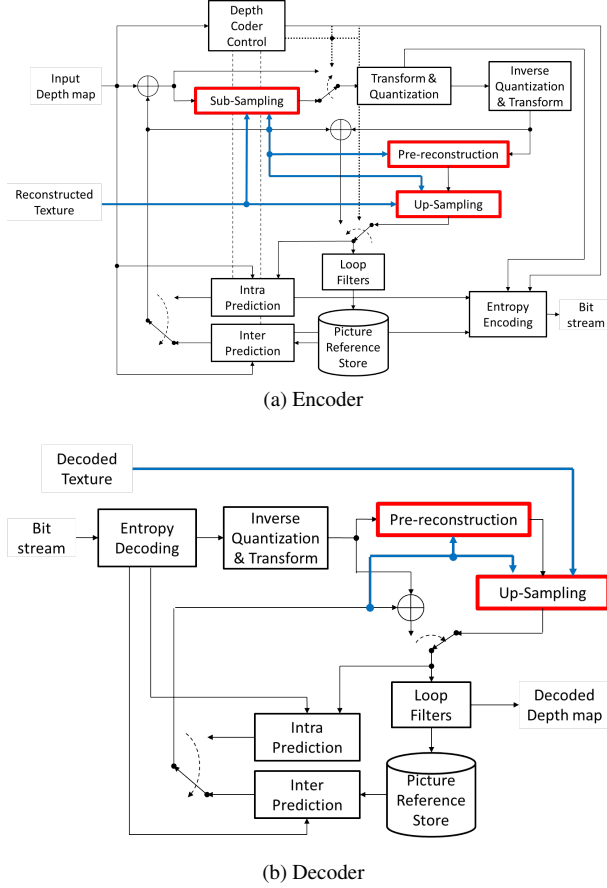 Depth
Coder
Control
Input
Depth map
Sub-Sampling
Transform &
Quantization
Inverse
Quantization
& Transform
Pre-reconstruction
Reconstructed
Texture
Up-Sampling
Loop
Filters
Intra
Prediction
Inter
Prediction
Picture
Reference
Store
Entropy
Encoding
Bit
stream
(a) Encoder
Decoded
Texture
Bit
stream
Entropy
Decoding
Inverse
Quantization
& Transform
Pre-reconstruction
Up-Sampling
Intra
Prediction
Loop
Filters
Decoded
Depth map
Inter
Prediction
Picture
Reference
Store
(b) Decoder